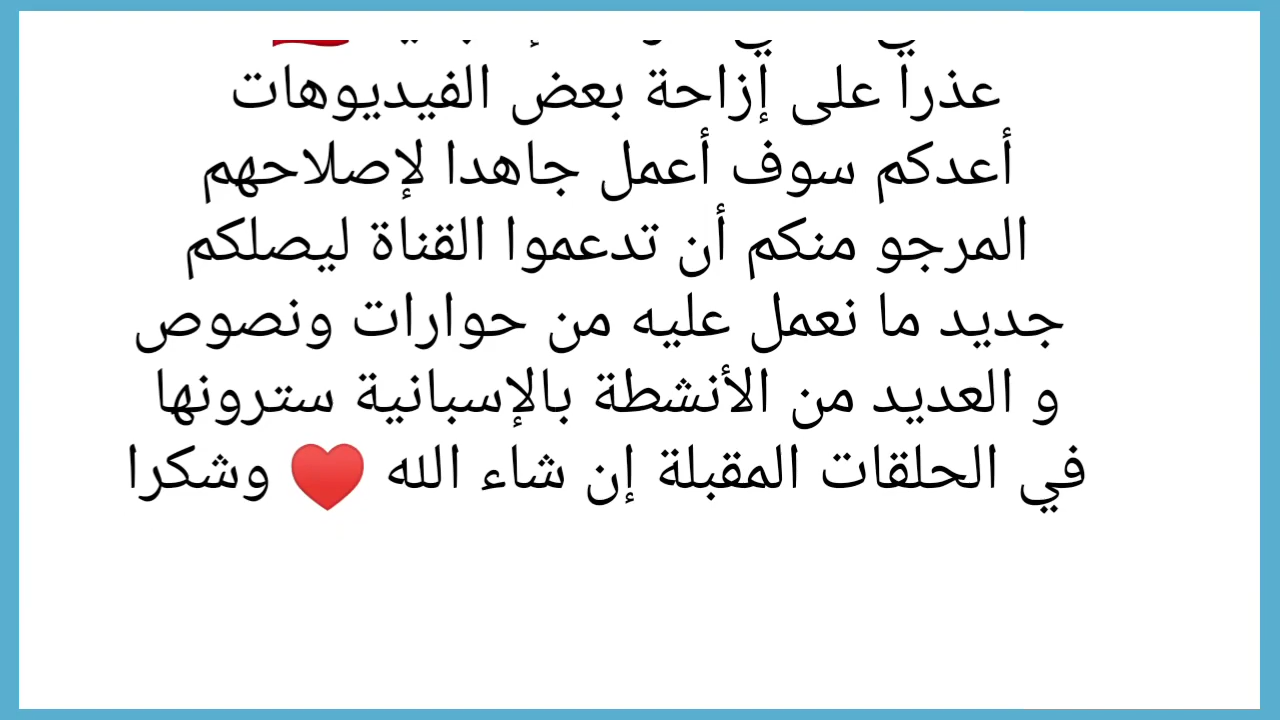 عذرا على إزاحة بعض الفيديوهات
أعدكم سوف أعمل جاهدا لإصلاحهم
المرجو منكم أن تدعموا القناة ليصلكم
جديد ما نعمل عليه من حوارات ونصوص
و العديد من الأنشطة بالإسبانية سترونها
في الحلقات المقبلة إن شاء الله ❤️ وشكرا